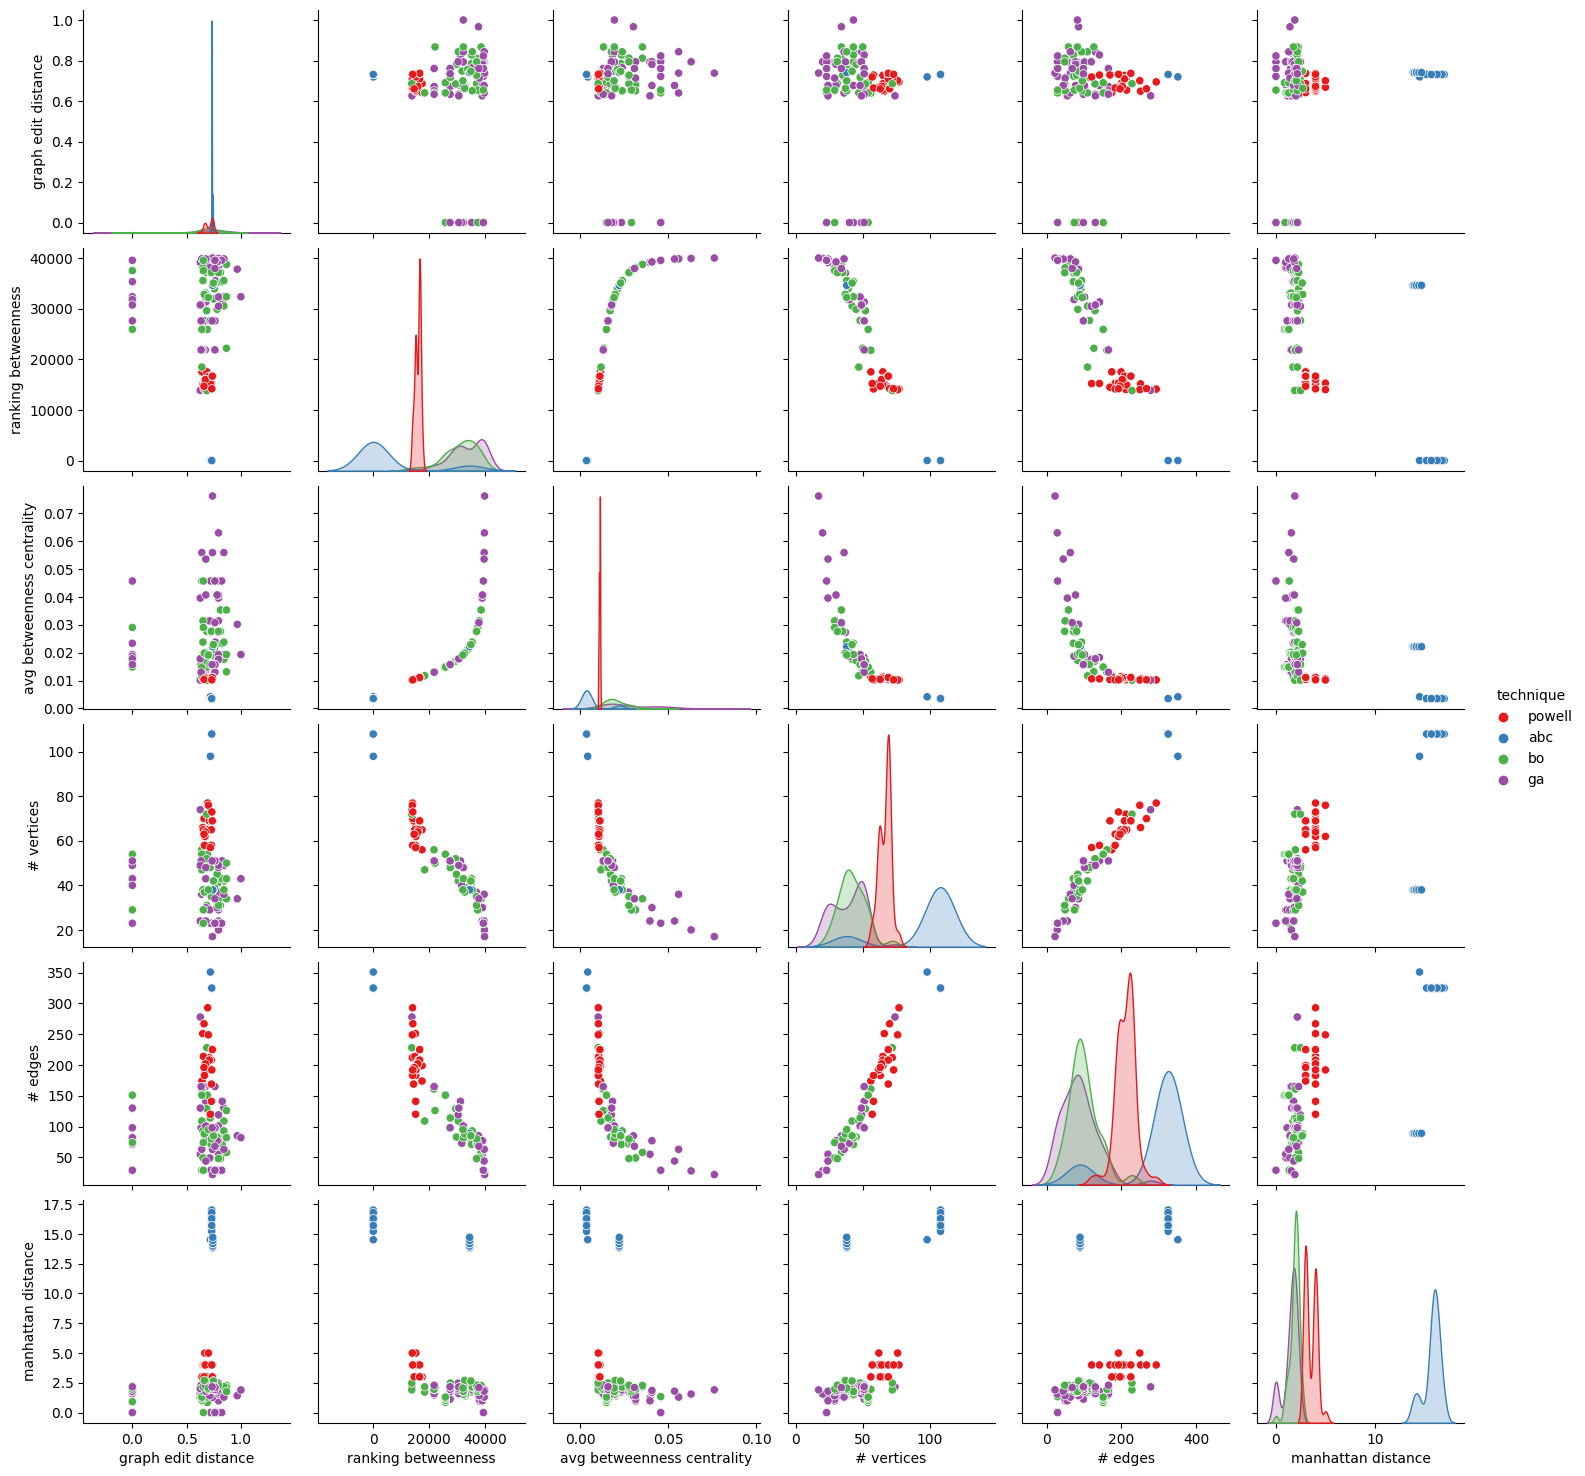 graph edit distance
1.0
0.8
0.6
0.4
0.2
0.0
ranking betweenness
40000
30000
20000
10000
0
avg betweenness centrality
0.07
0.06
0.05
0.04
0.03
0.02
0.01
0.00
technique
powell
abc
bo
ga
# vertices
100
80
60
40
20
# edges
350
300
250
200
150
100
50
manhattan distance
17.5
15.0
12.5
10.0
7.5
5.0
2.5
0.0
0.0 0.5 1.0
0 20000 40000
0.00 0.05 0.10
0 100
0 200 400
0 10
graph edit distance
ranking betweenness
avg betweenness centrality
# vertices
# edges
manhattan distance